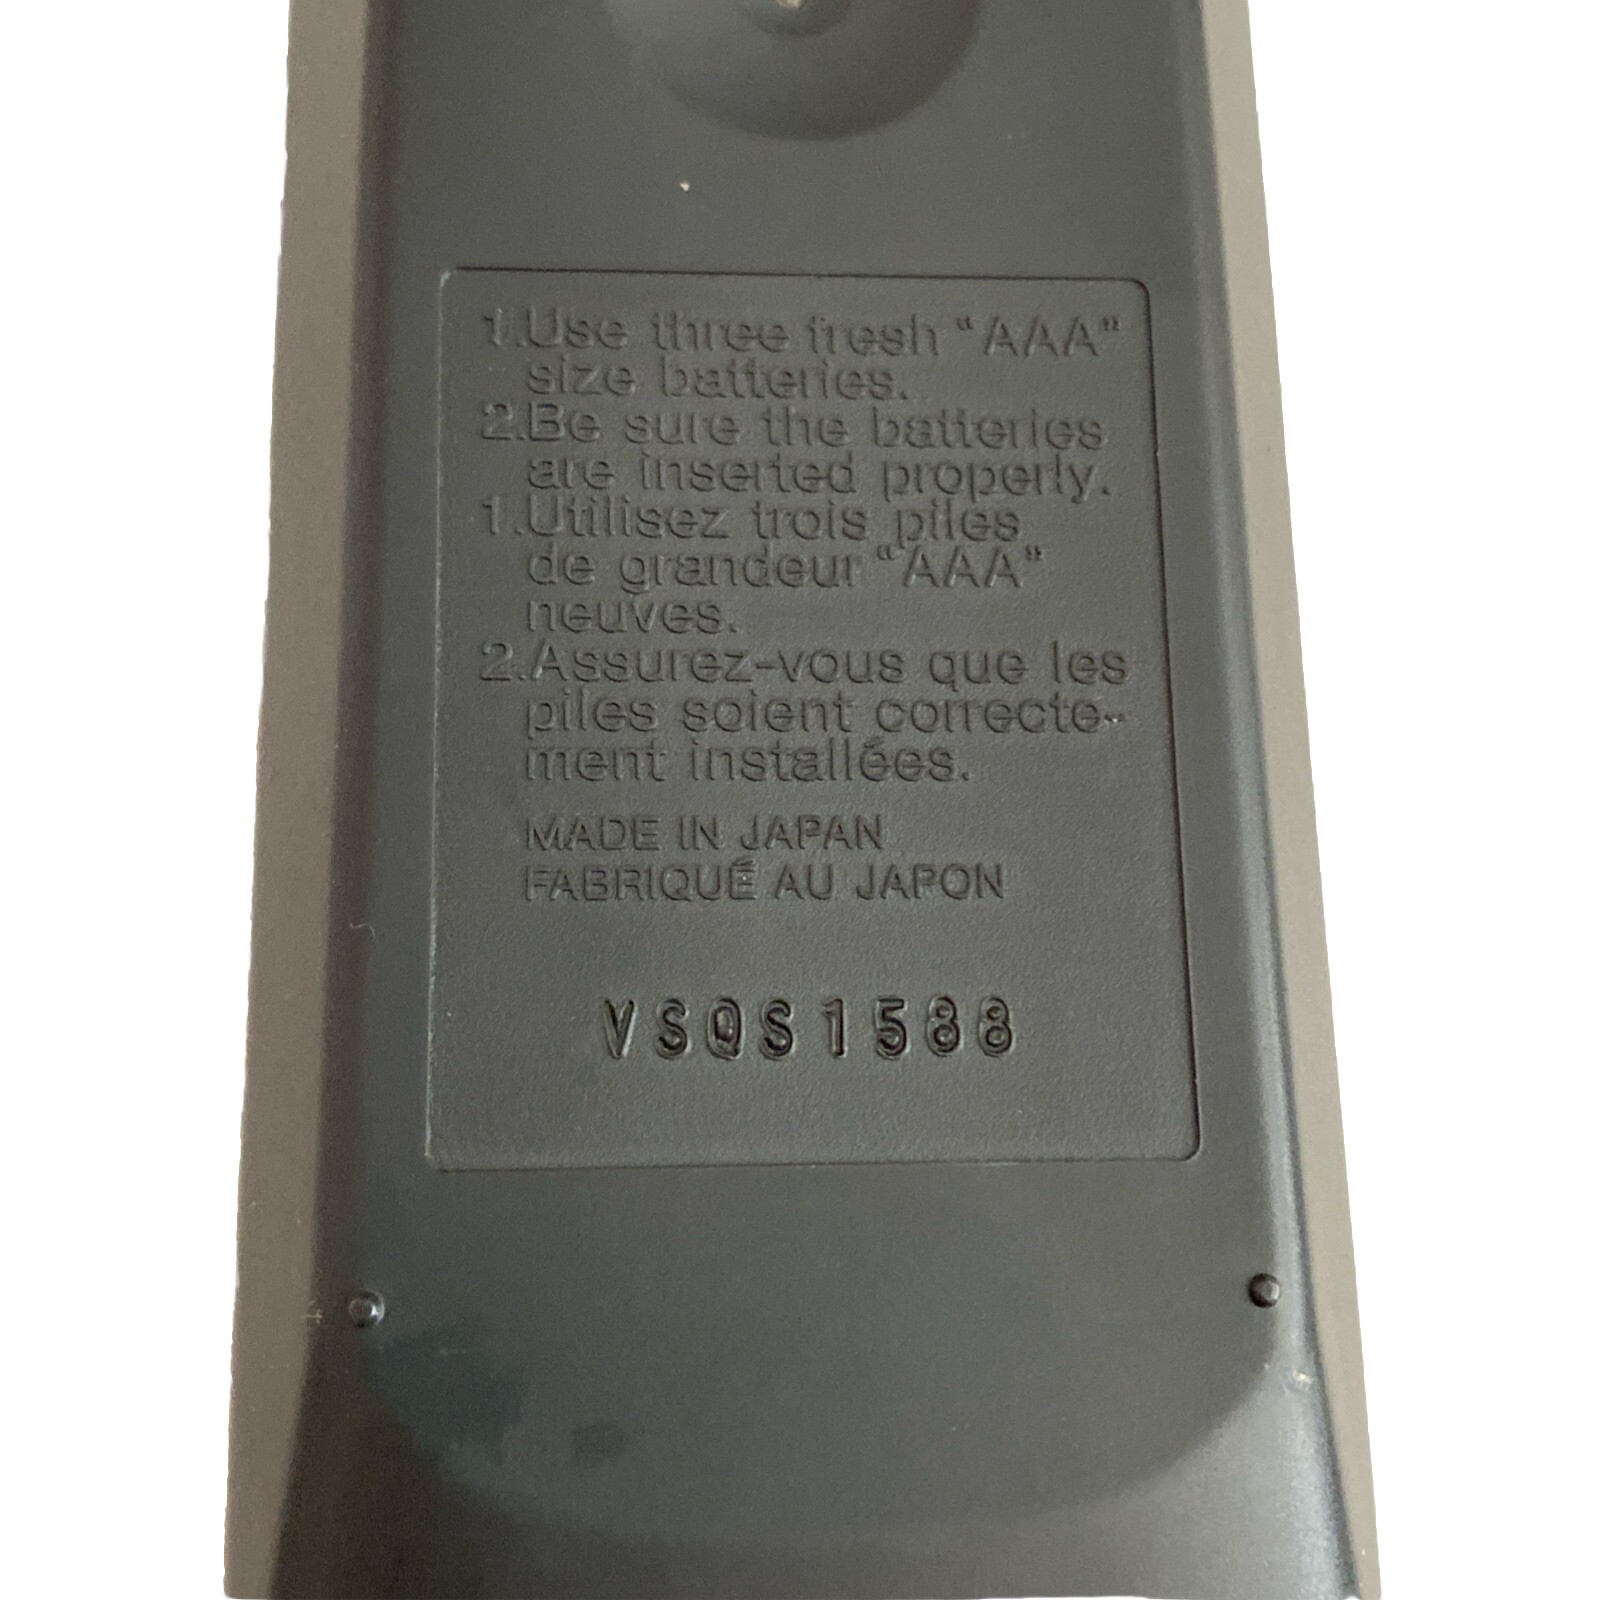 1.Use three fresh "AAA"
size batteries.
2.Be sure the batteries
are inserted properly.
1.Utilisez trois piles
de grandeur "AAA"
neuves.
2.Assurez-vous que les
piles soient correcte-
ment installées.
MADE IN JAPAN
FABRIQUÉ AU JAPON
VSQS1588